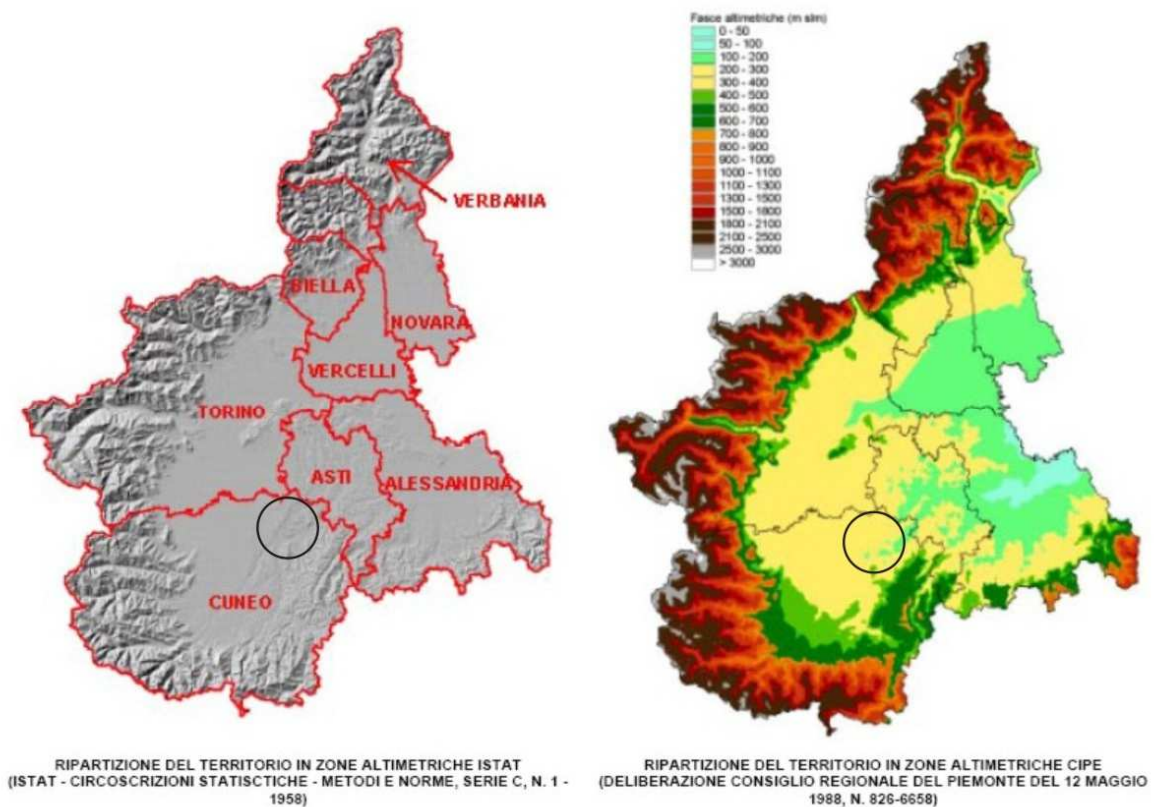 VERBANIA
BIELLA
NOVARA
VERCELLI
TORINO
ASTI
ALESSANDRIA
CUNEO
RIPARTIZIONE DEL TERRITORIO IN ZONE ALTIMETRICHE ISTAT
(ISTAT - CIRCOSCRIZIONI STATISCTICHE - METODI E NORME, SERIE C, N. 1 -
1958)
Fasce altimetriche (m slm)
0 - 50
50 - 100
100 - 200
200 - 300
300 - 400
400 - 500
500 - 600
600 - 700
700 - 800
800 - 900
900 - 1000
1000 - 1100
1100 - 1300
1300 - 1500
1500 - 1800
1800 - 2100
2100 - 2500
2500 - 3000
> 3000
RIPARTIZIONE DEL TERRITORIO IN ZONE ALTIMETRICHE CIPE
(DELIBERAZIONE CONSIGLIO REGIONALE DEL PIEMONTE DEL 12 MAGGIO
1988, N. 826-6658)